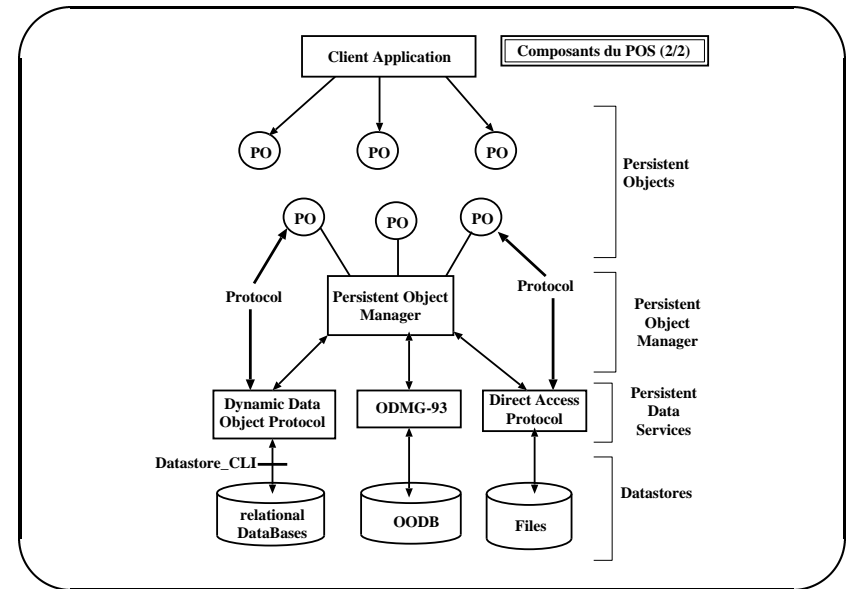 Client Application
Composants du POS (2/2)
PO
PO
PO
Persistent
Objects
PO
PO
PO
Protocol
Protocol
Persistent Object
Manager
Persistent
Object
Manager
Dynamic Data
Object Protocol
ODMG-93
Direct Access
Protocol
Persistent
Data
Services
Datastore_CLI
relational
DataBases
OODB
Files
Datastores